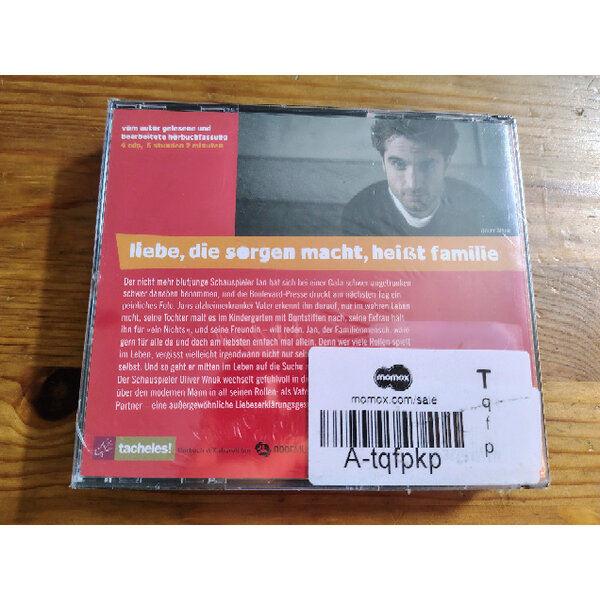 vom autor gelesene und
bearbeitete hörbuchfassung
4 cds, 5 stunden 2 minuten
liebe, die sorgen macht, heißt familie
Der nicht mehr blutjunge Schauspieler Jan hat sich bei einer Gala schwer angetrunken
schwer daneben benommen, und die Boulevard-Presse druckt am nächsten Tag ein
peinliches Foto. Jans alzheimerkranker Vater erkennt ihn darauf, nur im wahren Leben
nicht, seine Tochter malt es im Kindergarten mit Buntstiften nach, seine Exfrau hält
ihn für »ein Nichts«, und seine Freundin – will reden. Jan, der Familienmensch, wäre
gern für alle da und doch am liebsten einfach mal allein. Denn wer viele Rollen spielt
im Leben, vergisst vielleicht irgendwann nicht nur sei
selbst. Und so geht er mitten im Leben auf die Suche
Der Schauspieler Oliver Wnuk wechselt gefühlvoll in d
über den modernen Mann in all seinen Rollen: als Vate
Partner – eine außergewöhnliche Liebeserklärungsges
tacheles!
momox
momox.com/sale
A-tqfpkp
T
q
f
p